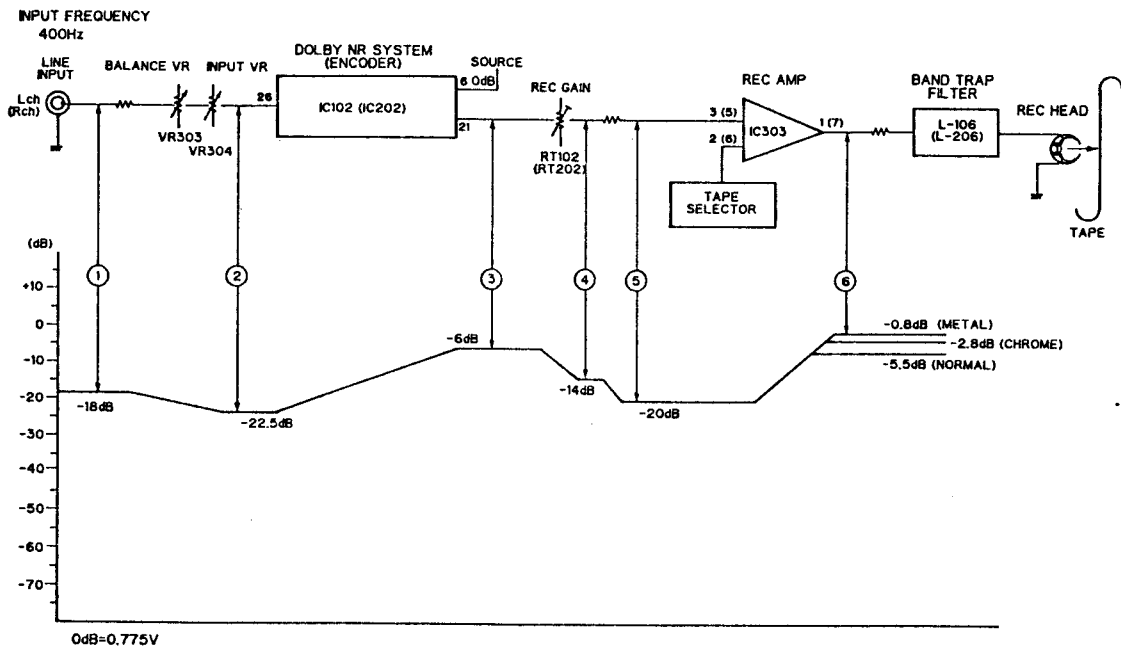 INPUT FREQUENCY
400Hz
LINE
INPUT
Lch
(Rch)
BALANCE VR
INPUT VR
VR303
VR304
26
DOLBY NR SYSTEM
(ENCODER)
IC102 (IC202)
6 0dB
SOURCE
21
REC GAIN
RT102
(RT202)
REC AMP
3 (5)
2 (6)
IC303
1 (7)
TAPE
SELECTOR
BAND TRAP
FILTER
L-106
(L-206)
REC HEAD
TAPE
(dB)
1
2
3
4
5
6
+10
0
-10
-20
-30
-40
-50
-60
-70
-18dB
-22.5dB
-6dB
-14dB
-20dB
-0.8dB (METAL)
-2.8dB (CHROME)
-5.5dB (NORMAL)
0dB=0.775V